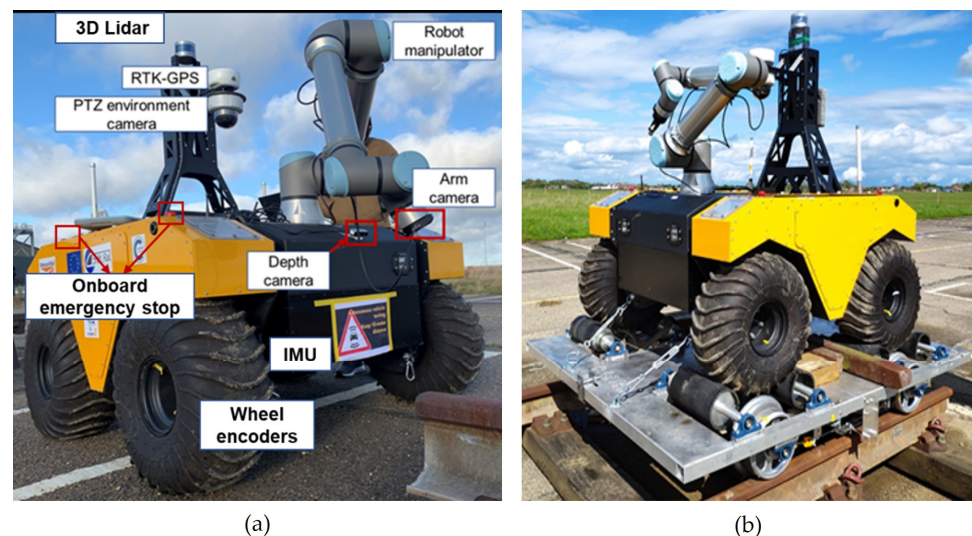 3D Lidar
Robot
manipulator
RTK-GPS
PTZ environment
camera
Arm
camera
Depth
camera
Onboard
emergency stop
IMU
Wheel
encoders
(a)
(b)